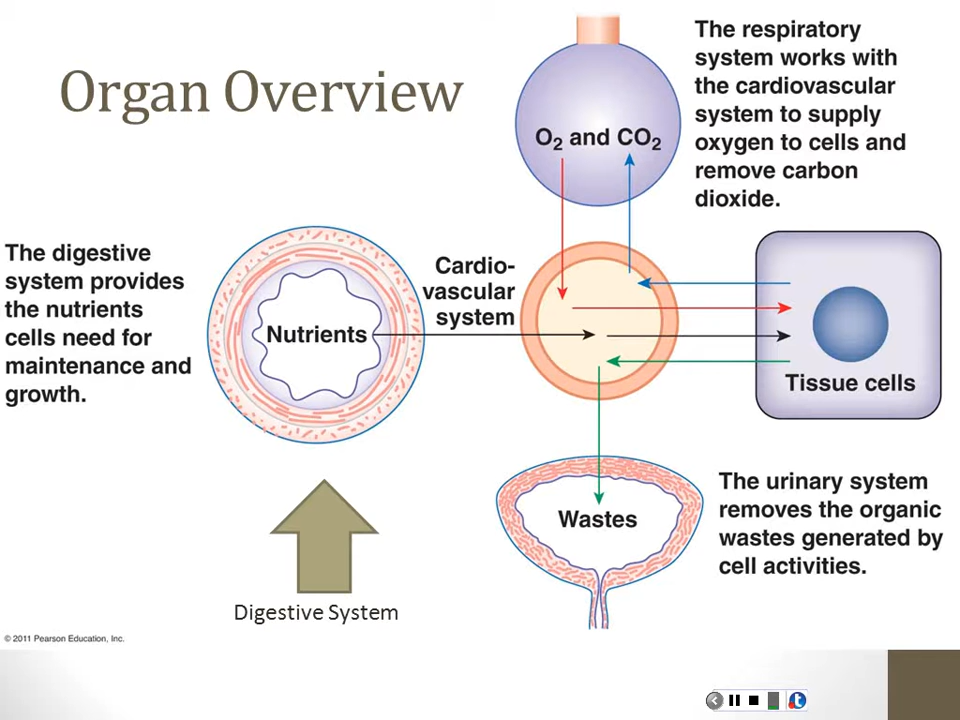 Organ Overview
The respiratory
system works with
the cardiovascular
system to supply
oxygen to cells and
remove carbon
dioxide.
O2 and CO2
The digestive
system provides
the nutrients
cells need for
maintenance and
growth.
Nutrients
Cardio-
vascular
system
Tissue cells
Wastes
The urinary system
removes the organic
wastes generated by
cell activities.
Digestive System
© 2011 Pearson Education, Inc.